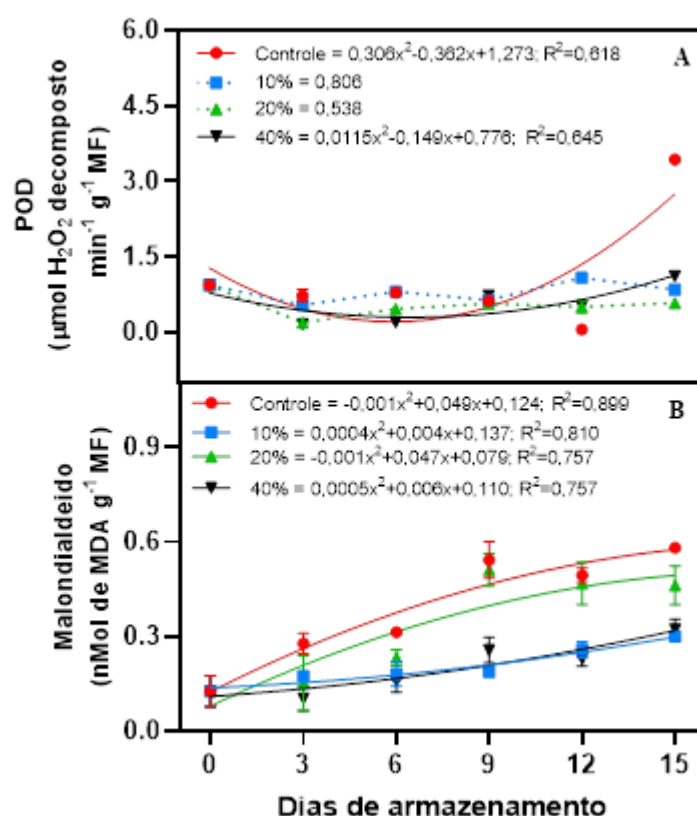 6.0
4.5
3.0
1.5
0.0
POD
(µmol H₂O₂ decomposto
min⁻¹ g⁻¹ MF)
A
Controle = 0,306x²-0,362x+1,273; R²=0,618
10% = 0,806
20% = 0,538
40% = 0,0115x²-0,149x+0,776; R²=0,645
B
Controle = -0,001x²+0,049x+0,124; R²=0,899
10% = 0,0004x²+0,004x+0,137; R²=0,810
20% = -0,001x²+0,047x+0,079; R²=0,757
40% = 0,0005x²+0,006x+0,110; R²=0,757
0.9
0.6
0.3
0.0
Malondialdeido
(nMol de MDA g⁻¹ MF)
0 3 6 9 12 15
Dias de armazenamento